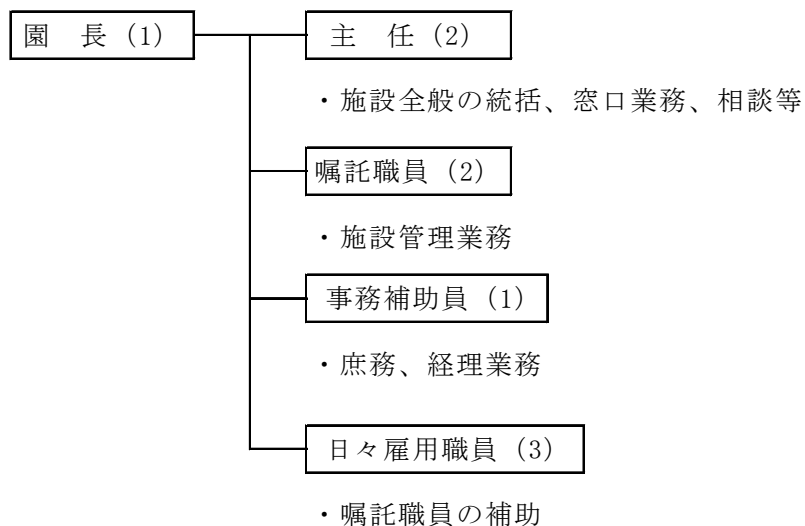 園　長 (1)
主　任 (2)
・施設全般の統括、窓口業務、相談等
嘱託職員 (2)
・施設管理業務
事務補助員 (1)
・庶務、経理業務
日々雇用職員 (3)
・嘱託職員の補助